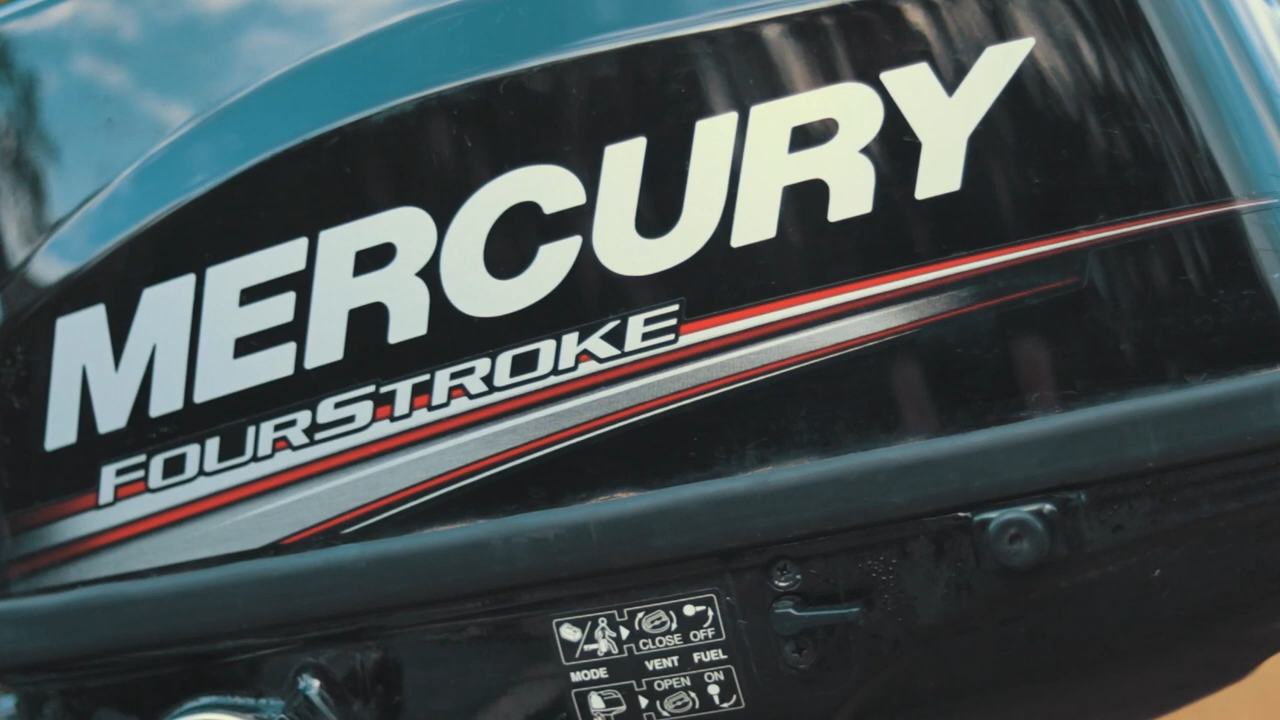 MERCURY
FOURSTROKE
CLOSE OFF
MODE VENT FUEL
OPEN ON